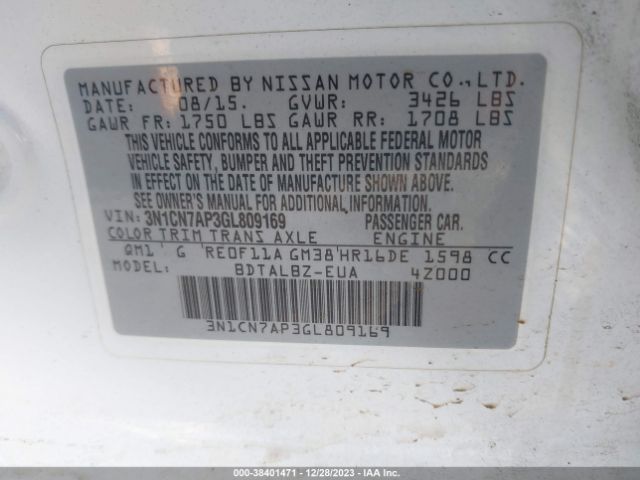 MANUFACTURED BY NISSAN MOTOR CO.,LTD.
DATE: 08/15. GVWR: 3426 LBS
GAWR FR: 1750 LBS GAWR RR: 1708 LBS
THIS VEHICLE CONFORMS TO ALL APPLICABLE FEDERAL MOTOR
VEHICLE SAFETY, BUMPER AND THEFT PREVENTION STANDARDS
IN EFFECT ON THE DATE OF MANUFACTURE SHOWN ABOVE.
SEE OWNER'S MANUAL FOR ADDITIONAL INFORMATION.
VIN: 3N1CN7AP3GL809169 PASSENGER CAR.
COLOR TRIM TRANS AXLE ENGINE
QM1 G RE0F11A GM38 HR16DE 1598 CC
MODEL: BDTALBZ-EUA 4Z000
3N1CN7AP3GL809169
000-38401471 - 12/28/2023 - IAA Inc.